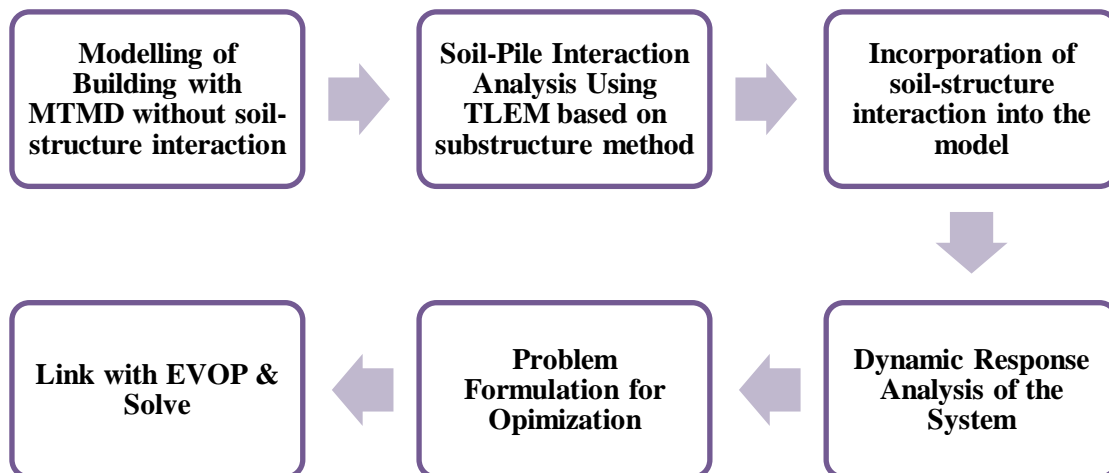 Modelling of
Building with
MTMD without soil-
structure interaction
Soil-Pile Interaction
Analysis Using
TLEM based on
substructure method
Incorporation of
soil-structure
interaction into the
model
Dynamic Response
Analysis of the
System
Problem
Formulation for
Opimization
Link with EVOP &
Solve